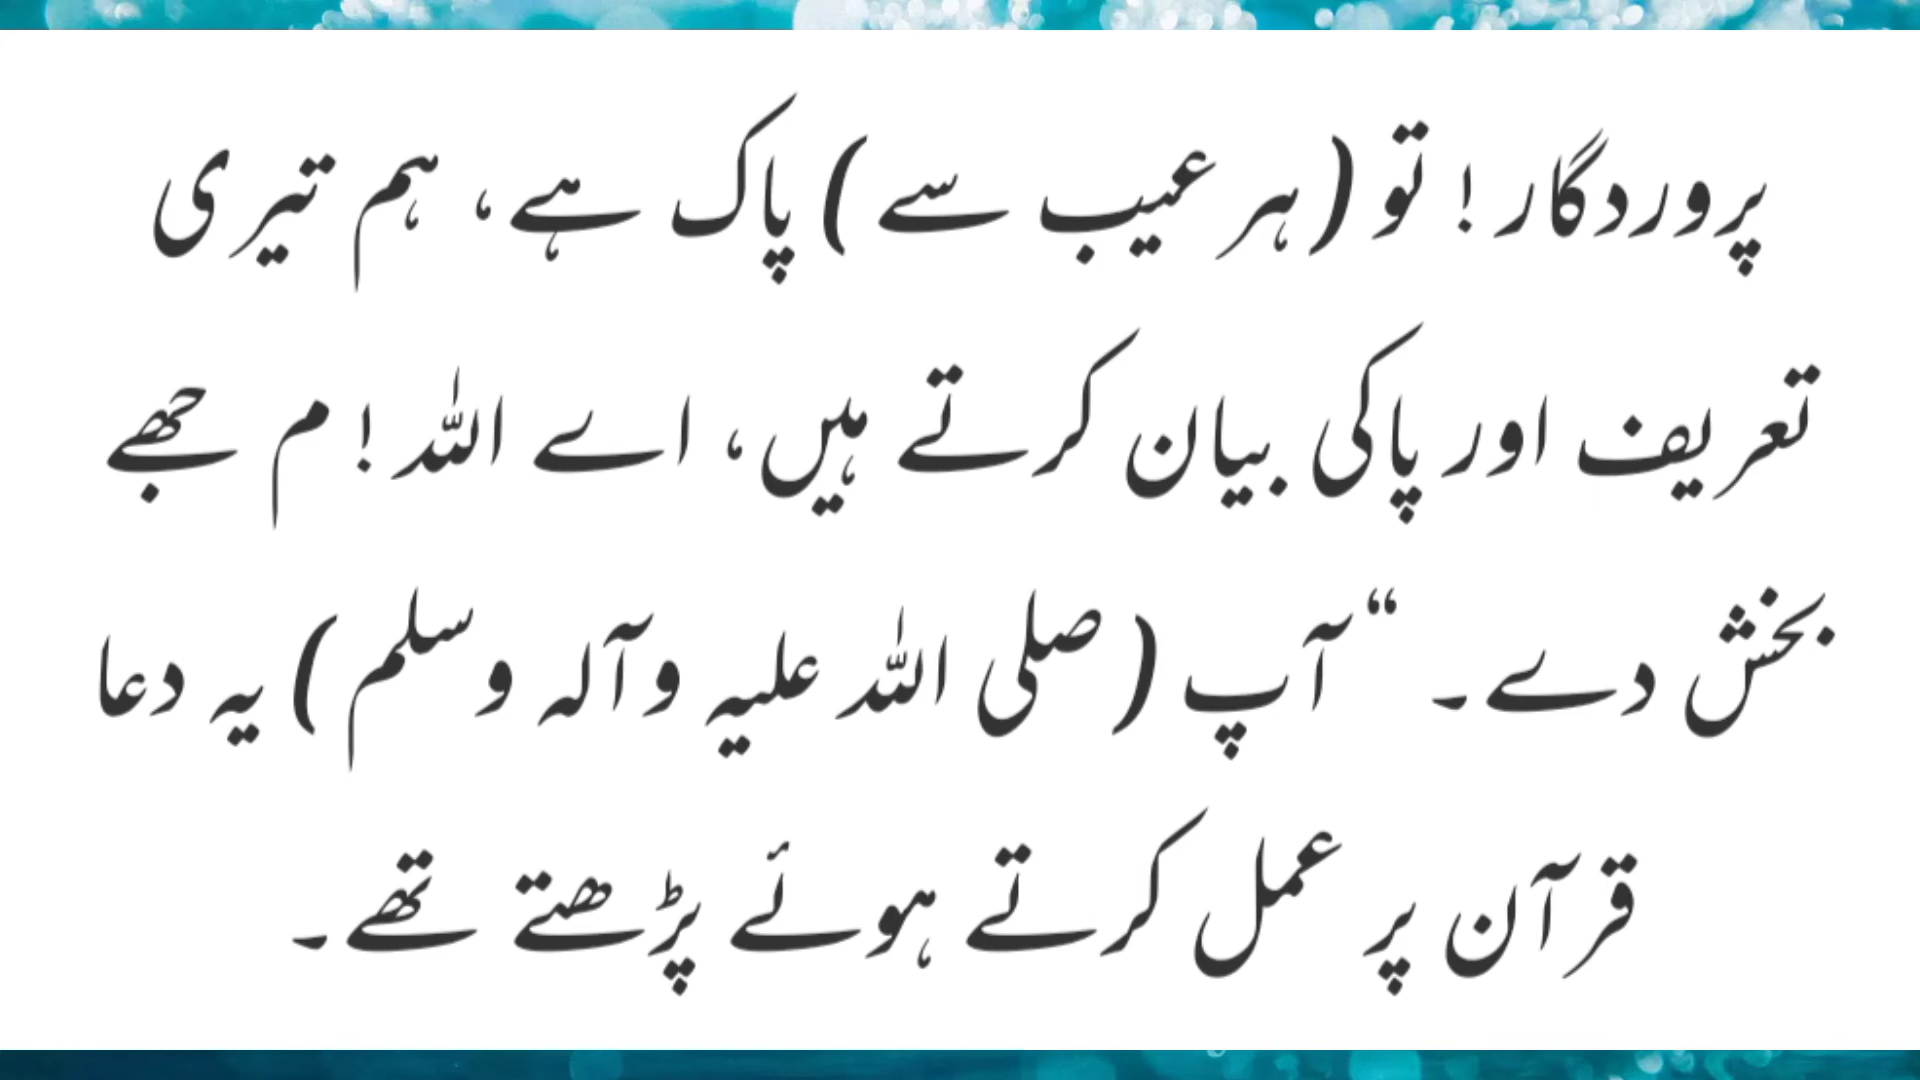 پروردگار! تو (ہر عیب سے) پاک ہے، ہم تیری
تعریف اور پاکی بیان کرتے ہیں، اے اللہ! م جھے
بخش دے۔ “ آپ (صلی اللہ علیہ وآلہ وسلم) یہ دعا
قرآن پر عمل کرتے ہوئے پڑھتے تھے۔